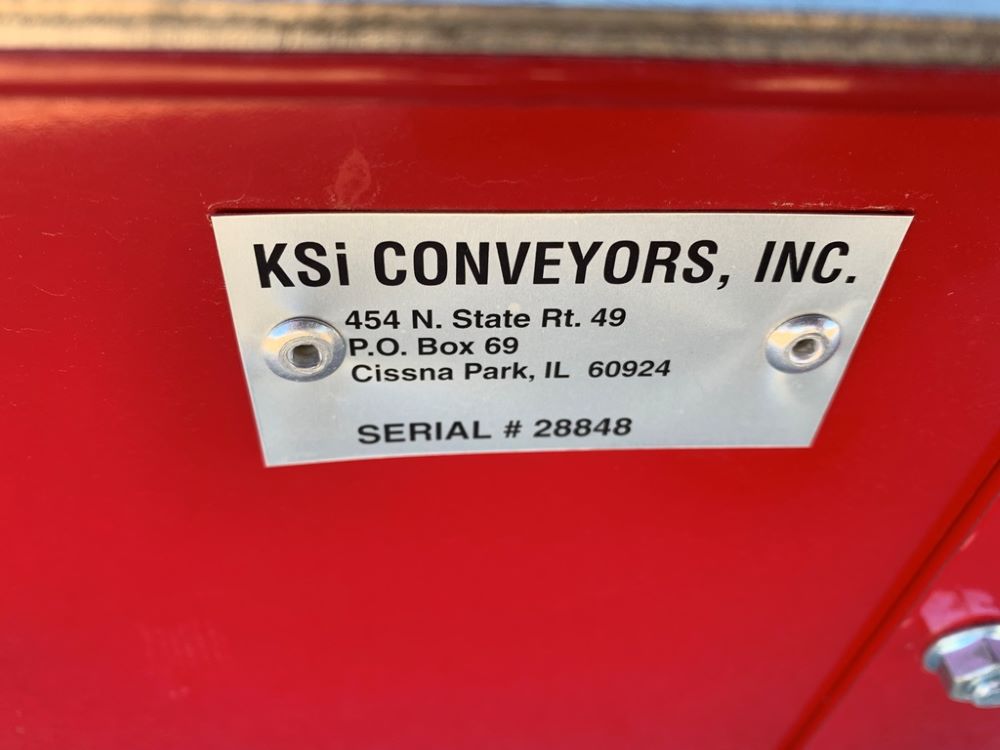 KSi CONVEYORS, INC.
454 N. State Rt. 49
P.O. Box 69
Cissna Park, IL 60924
SERIAL # 28848